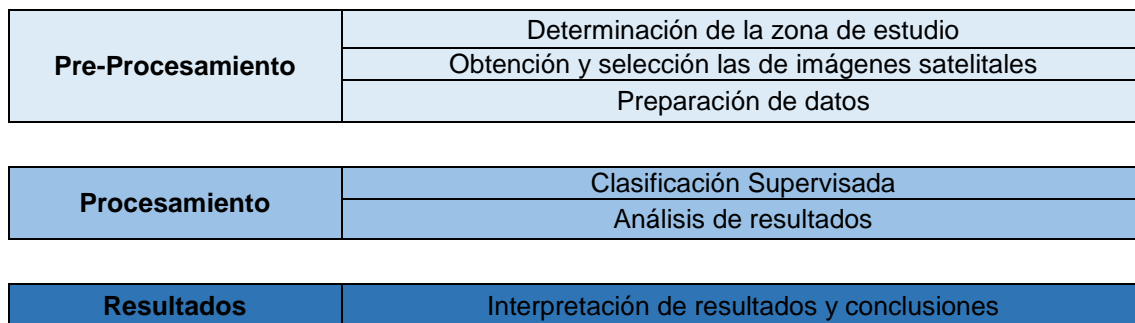 Pre-Procesamiento
Determinación de la zona de estudio
Obtención y selección las de imágenes satelitales
Preparación de datos
Procesamiento
Clasificación Supervisada
Análisis de resultados
Resultados
Interpretación de resultados y conclusiones